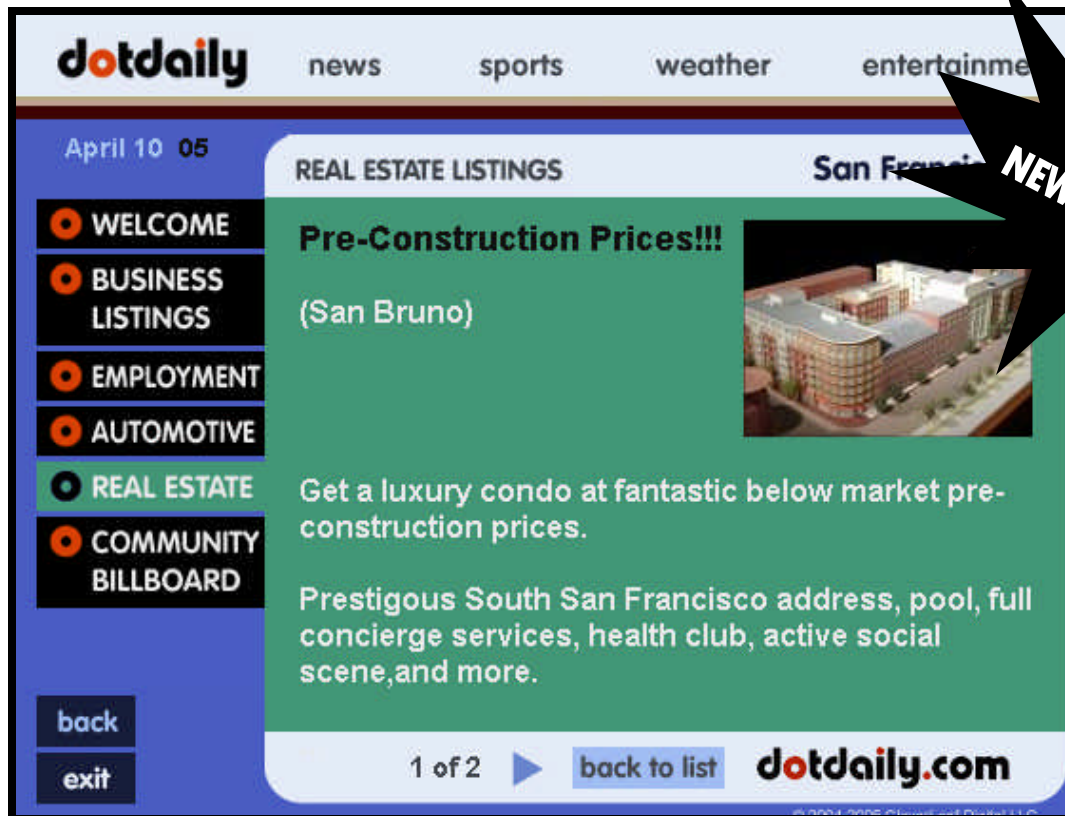 dotdaily news sports weather entertainme
NEW
April 10 05
REAL ESTATE LISTINGS San Francis
WELCOME
BUSINESS
LISTINGS
EMPLOYMENT
AUTOMOTIVE
REAL ESTATE
COMMUNITY
BILLBOARD
back
exit
Pre-Construction Prices!!!
(San Bruno)
Get a luxury condo at fantastic below market pre-
construction prices.
Prestigous South San Francisco address, pool, full
concierge services, health club, active social
scene,and more.
1 of 2 back to list dotdaily.com